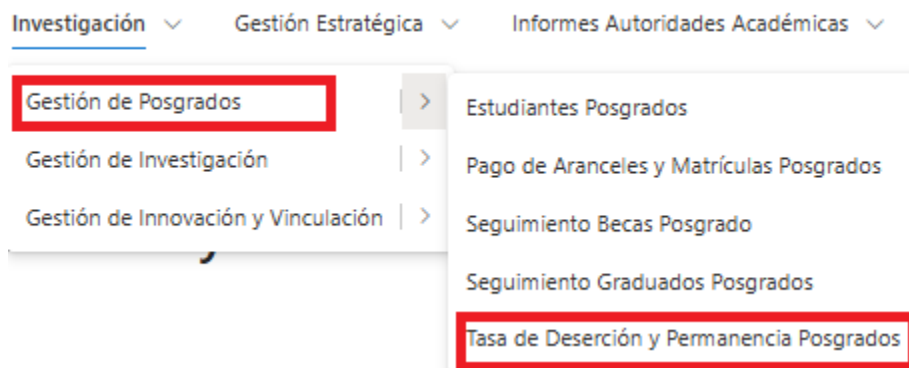 Investigación Gestión Estratégica Informes Autoridades Académicas
Gestión de Posgrados
Gestión de Investigación
Gestión de Innovación y Vinculación
Estudiantes Posgrados
Pago de Aranceles y Matrículas Posgrados
Seguimiento Becas Posgrado
Seguimiento Graduados Posgrados
Tasa de Deserción y Permanencia Posgrados